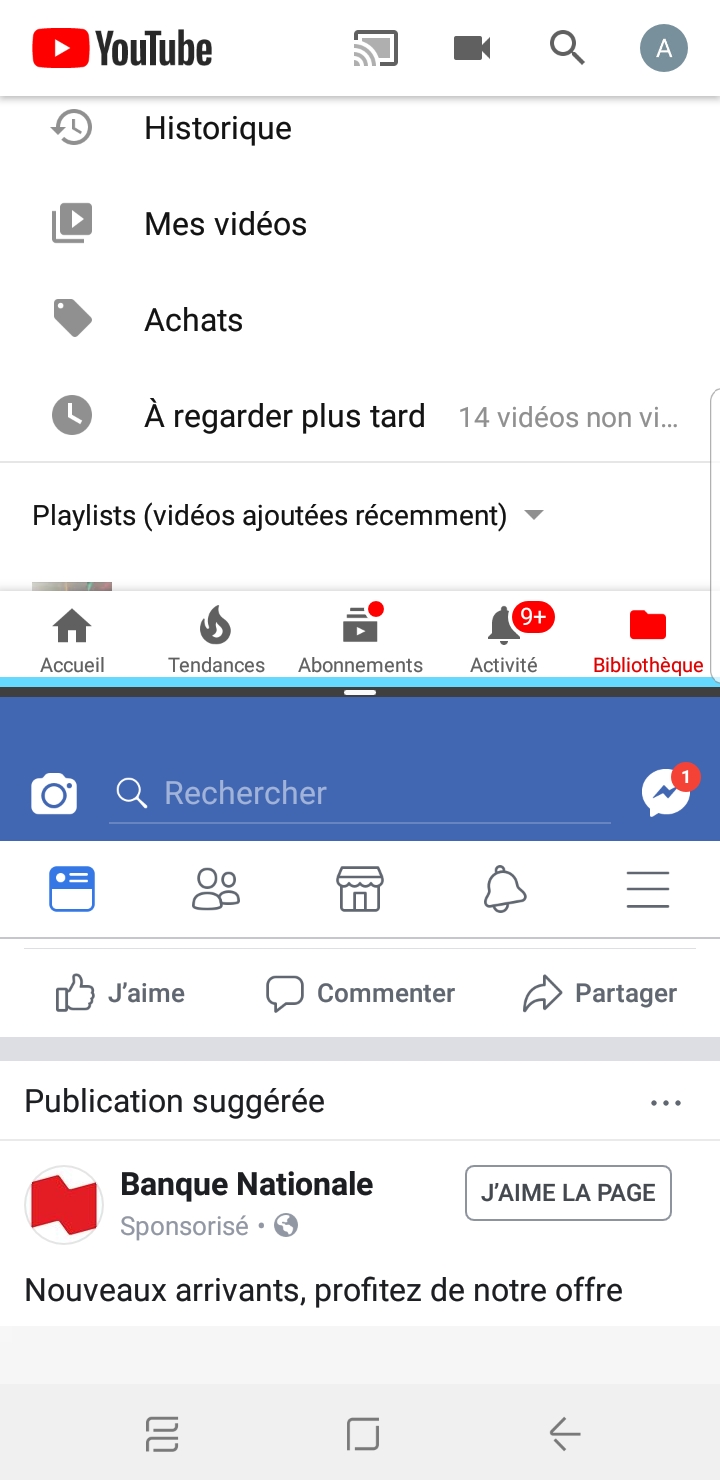 YouTube
A
Historique
Mes vidéos
Achats
À regarder plus tard 14 vidéos non vi...
Playlists (vidéos ajoutées récemment)
9+
Accueil Tendances Abonnements Activité Bibliothèque
Rechercher
1
J'aime Commenter Partager
Publication suggérée
Banque Nationale
J'AIME LA PAGE
Sponsorisé •
Nouveaux arrivants, profitez de notre offre